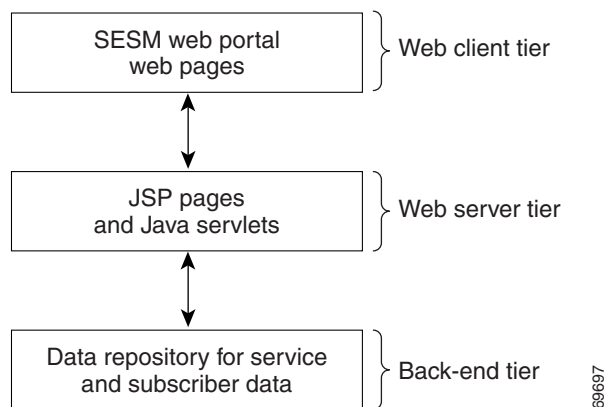 SESM web portal
web pages
Web client tier
JSP pages
and Java servlets
Web server tier
Data repository for service
and subscriber data
Back-end tier
69697